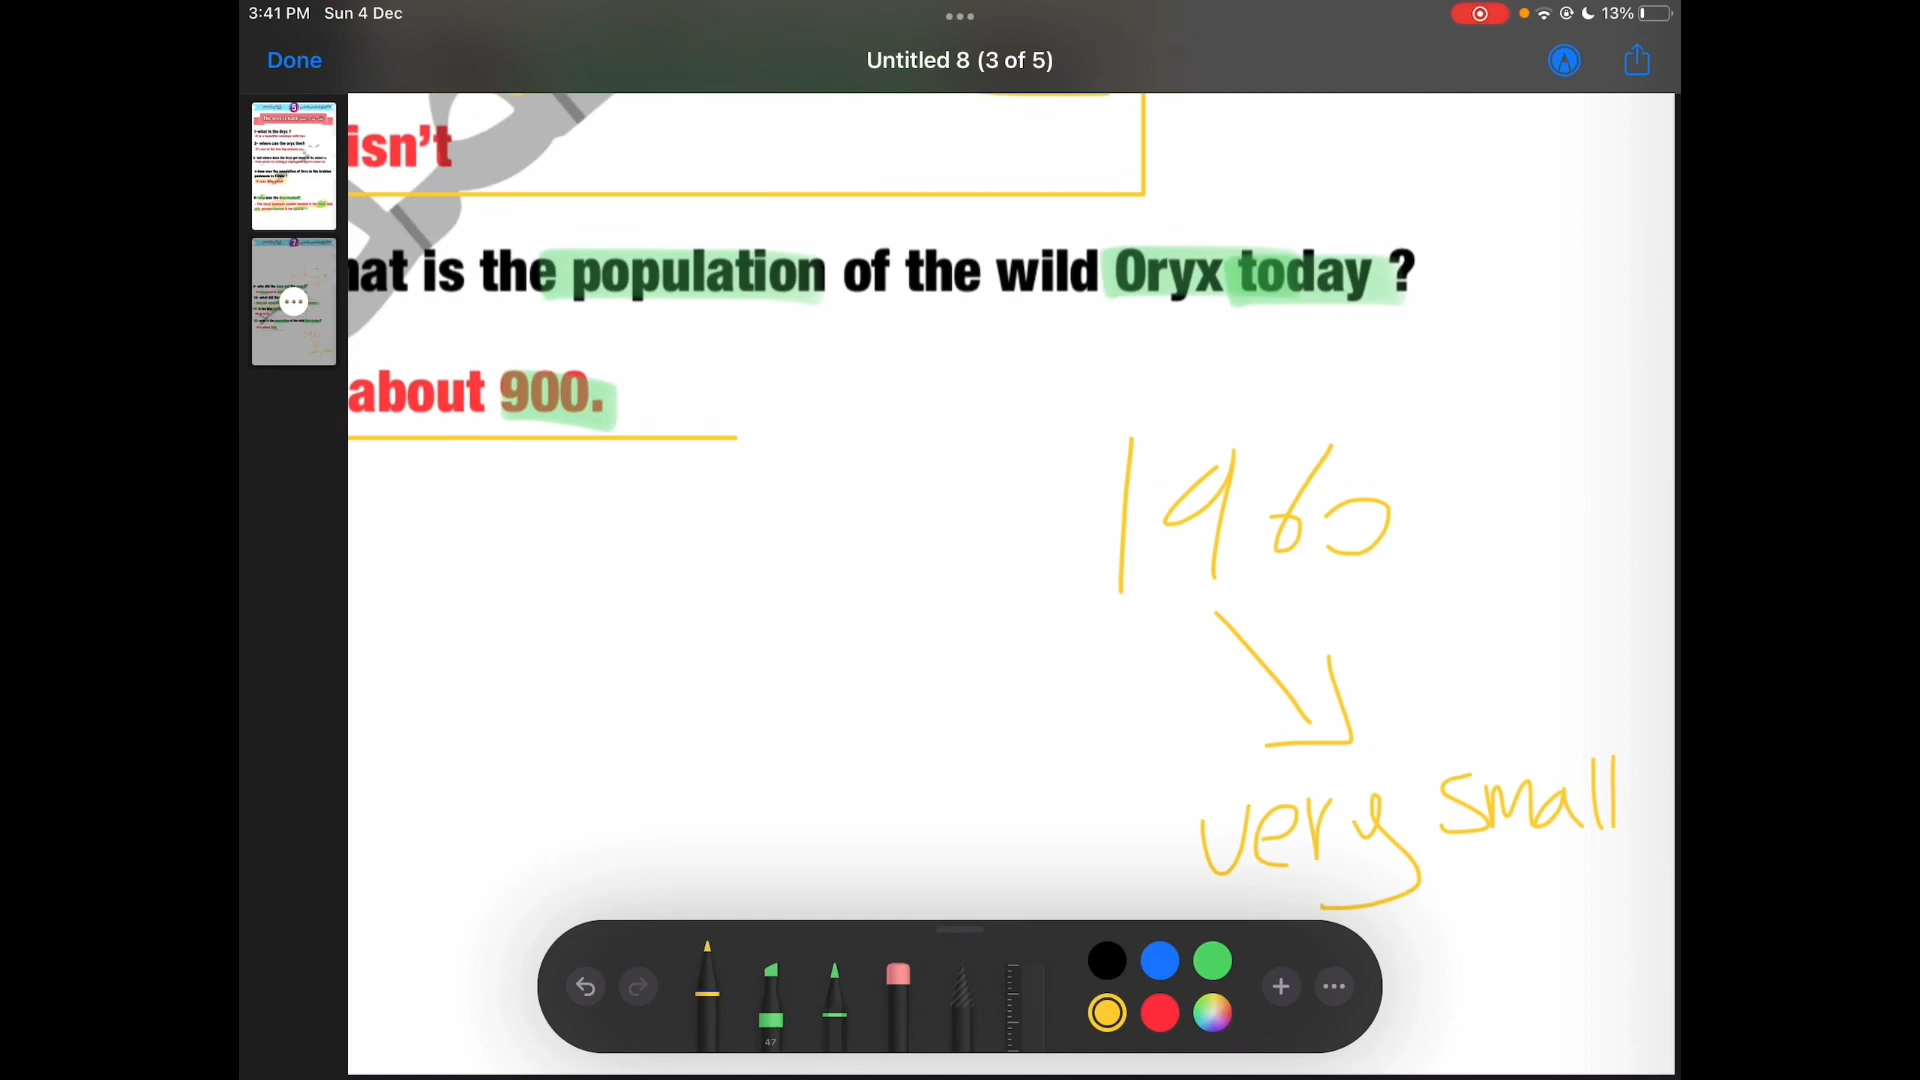 3:41 PM Sun 4 Dec
13%
Done
Untitled 8 (3 of 5)
isn't
hat is the population of the wild Oryx today ?
about 900.
1960
very small
47